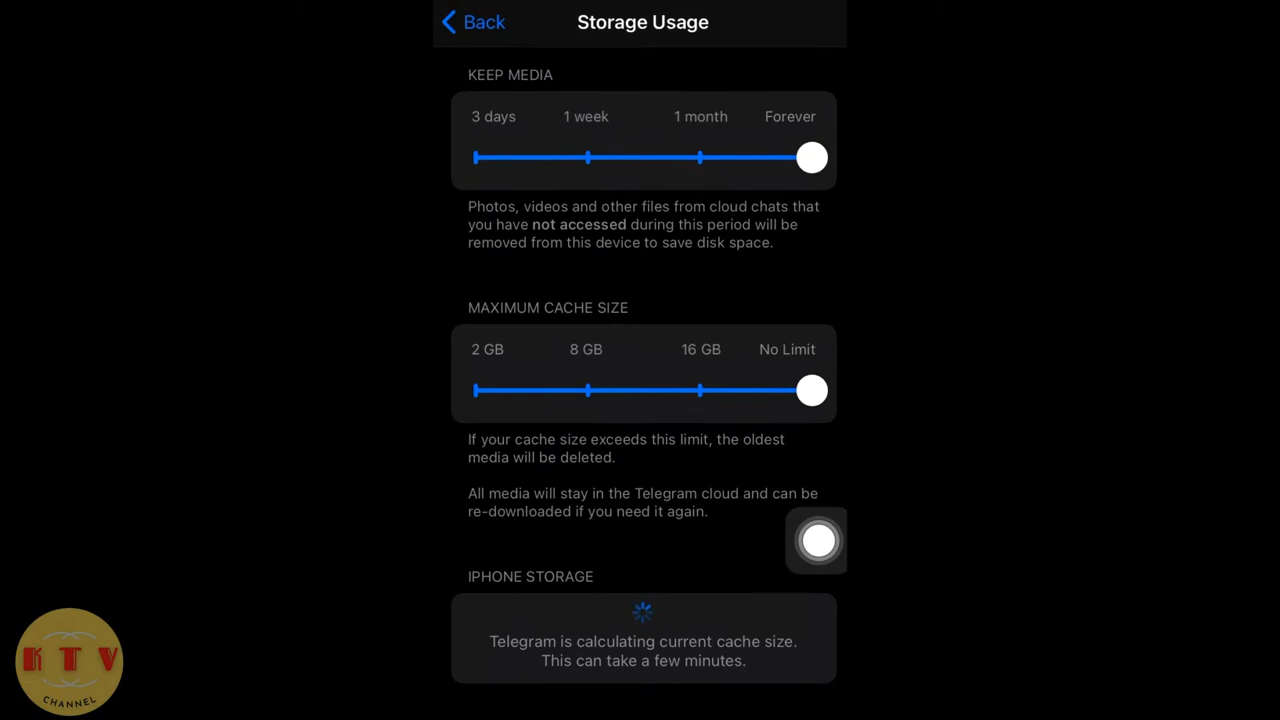 Back
Storage Usage
KEEP MEDIA
3 days 1 week 1 month Forever
Photos, videos and other files from cloud chats that
you have not accessed during this period will be
removed from this device to save disk space.
MAXIMUM CACHE SIZE
2 GB 8 GB 16 GB No Limit
If your cache size exceeds this limit, the oldest
media will be deleted.
All media will stay in the Telegram cloud and can be
re-downloaded if you need it again.
IPHONE STORAGE
Telegram is calculating current cache size.
This can take a few minutes.
KTV
CHANNEL